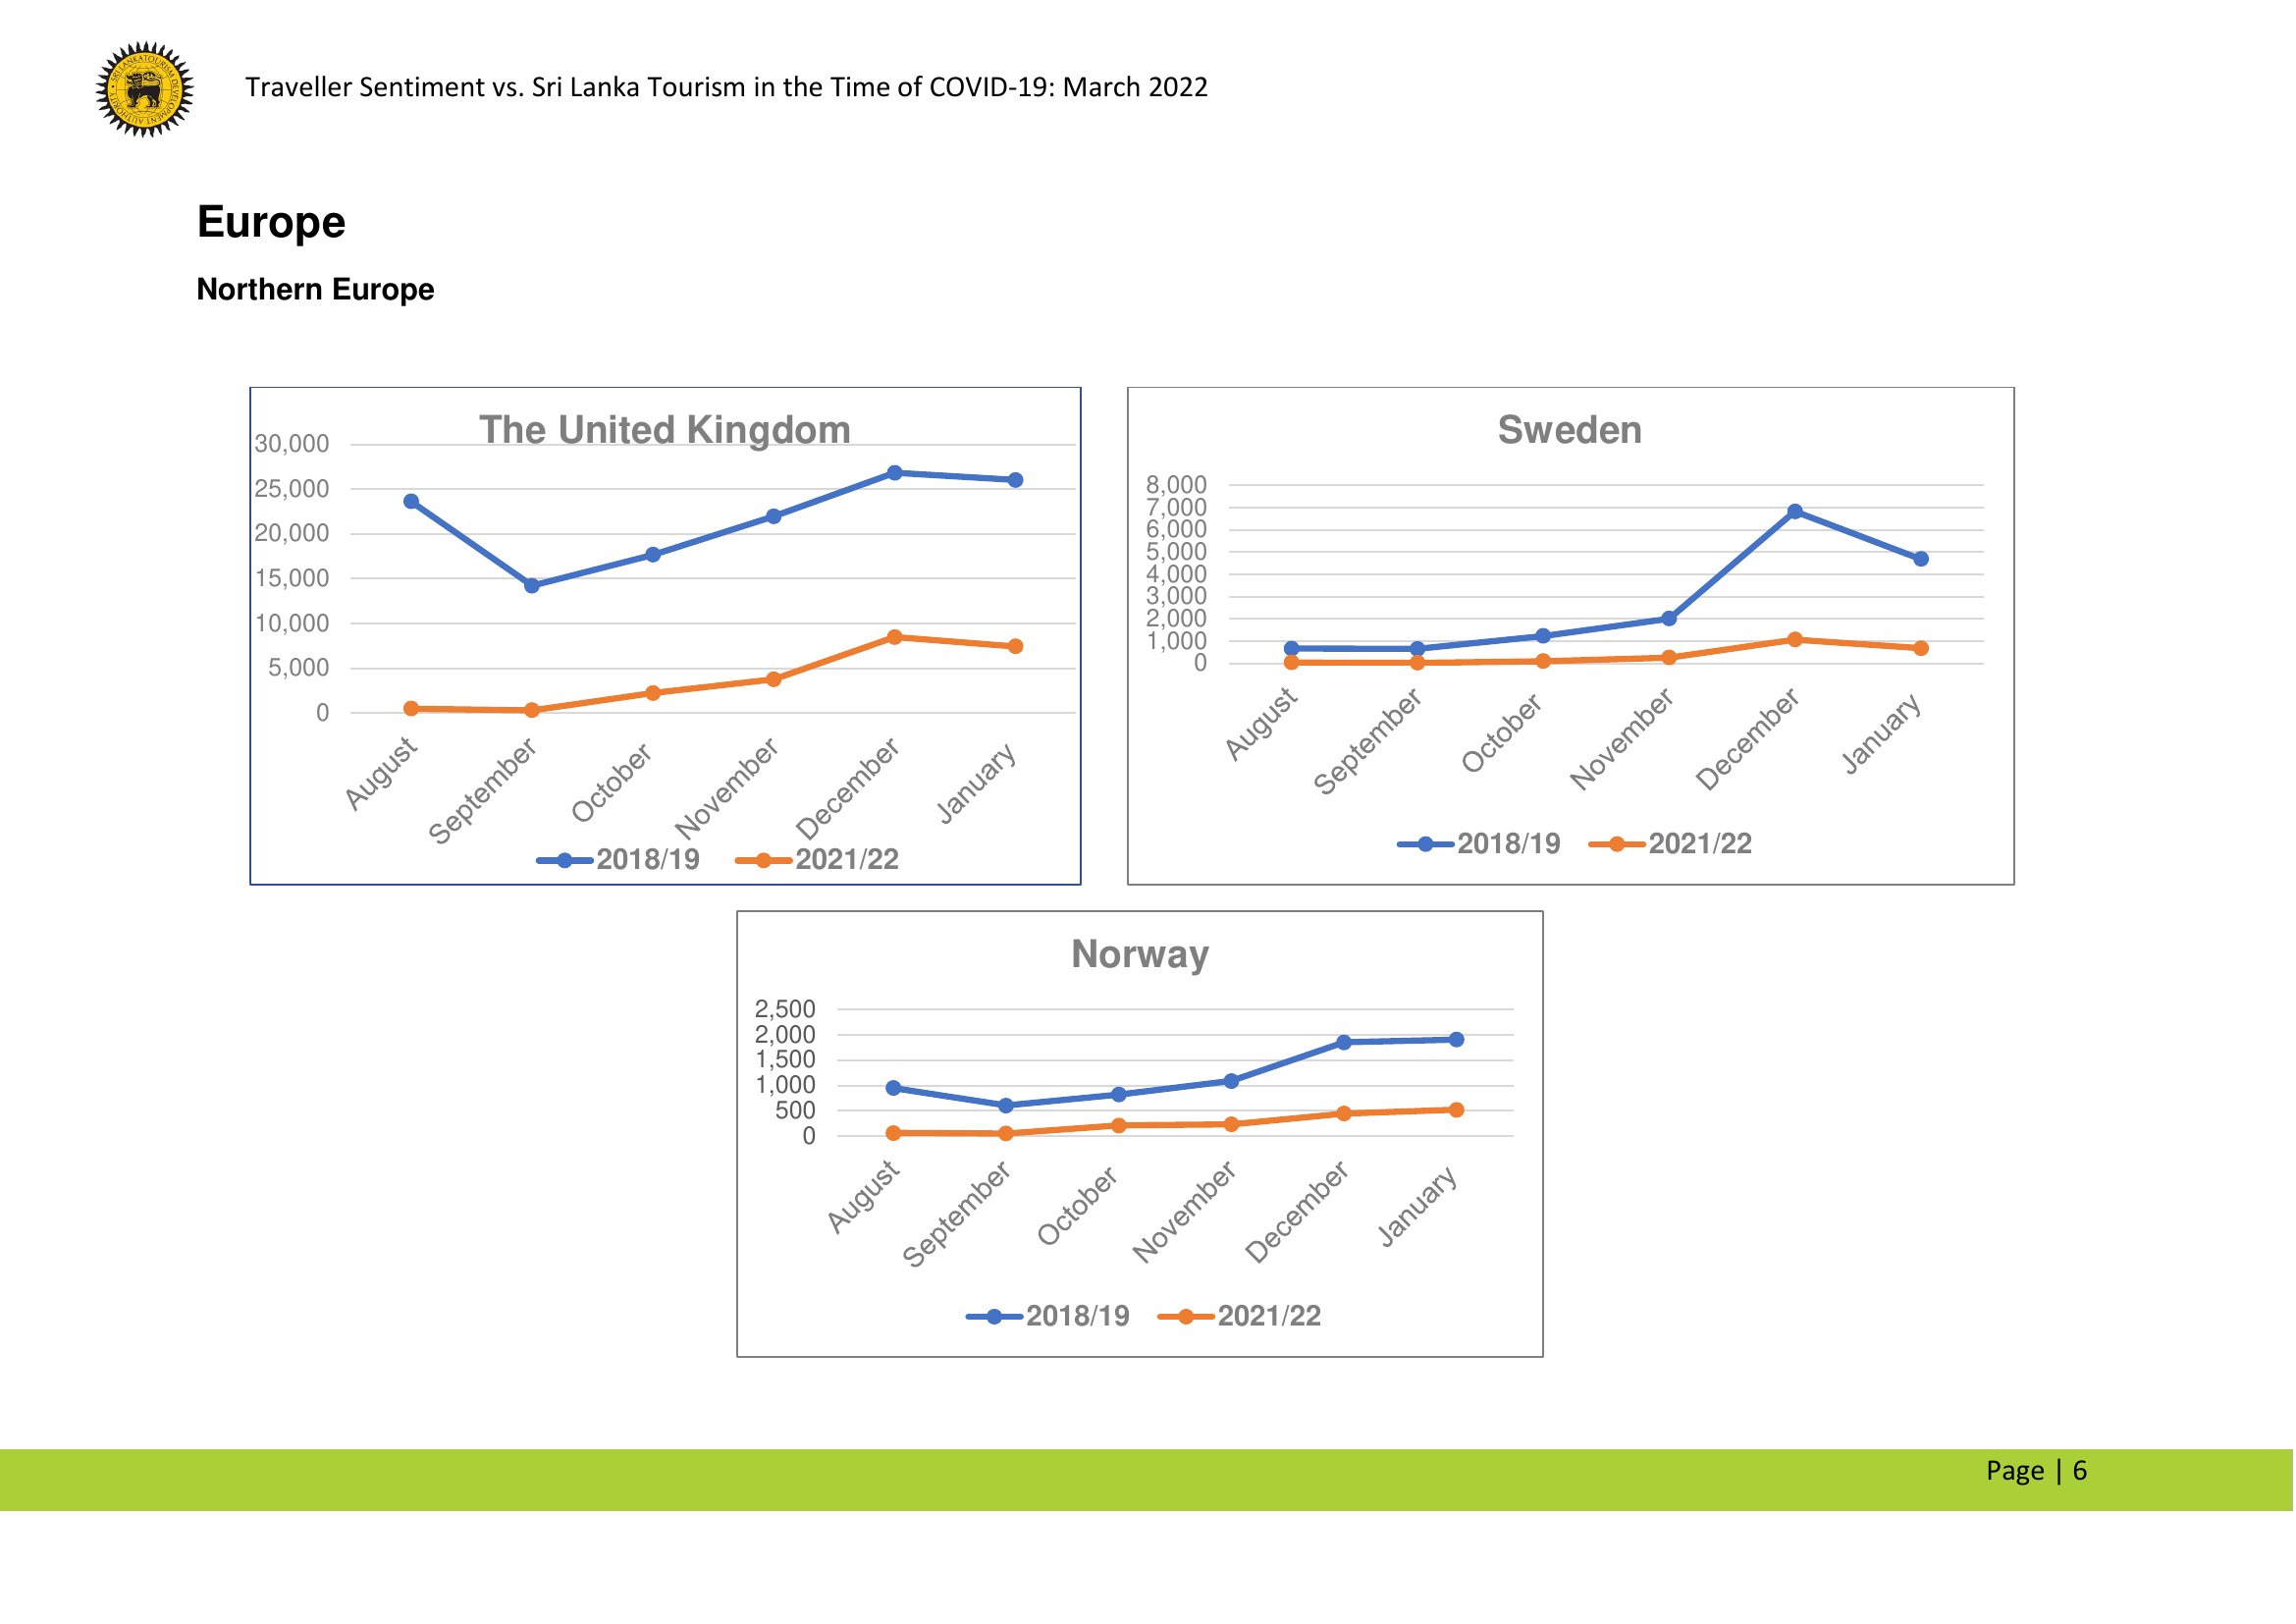 SRI LANKA TOURISM DEVELOPMENT AUTHORITY
Traveller Sentiment vs. Sri Lanka Tourism in the Time of COVID-19: March 2022
Europe
Northern Europe
The United Kingdom
30,000
25,000
20,000
15,000
10,000
5,000
0
August
September
October
November
December
January
2018/19
2021/22
Sweden
8,000
7,000
6,000
5,000
4,000
3,000
2,000
1,000
0
August
September
October
November
December
January
2018/19
2021/22
Norway
2,500
2,000
1,500
1,000
500
0
August
September
October
November
December
January
2018/19
2021/22
Page | 6